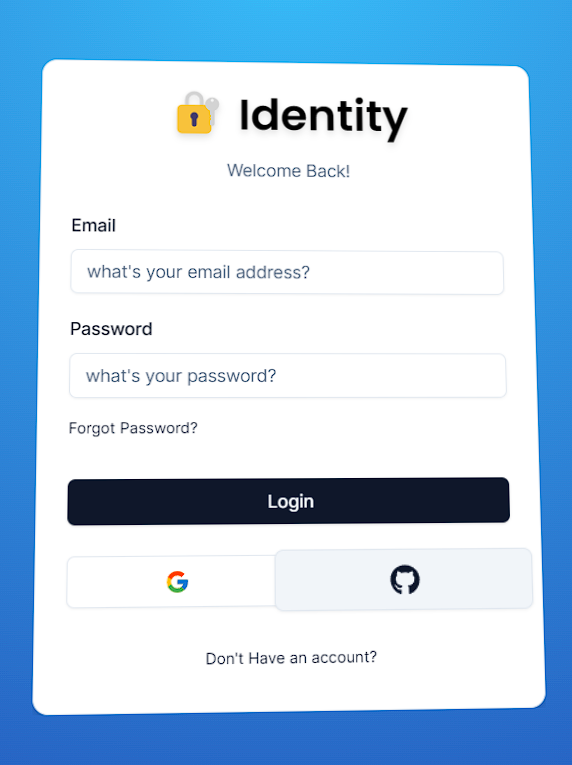 Identity
Welcome Back!
Email
what's your email address?
Password
what's your password?
Forgot Password?
Login
Don't Have an account?